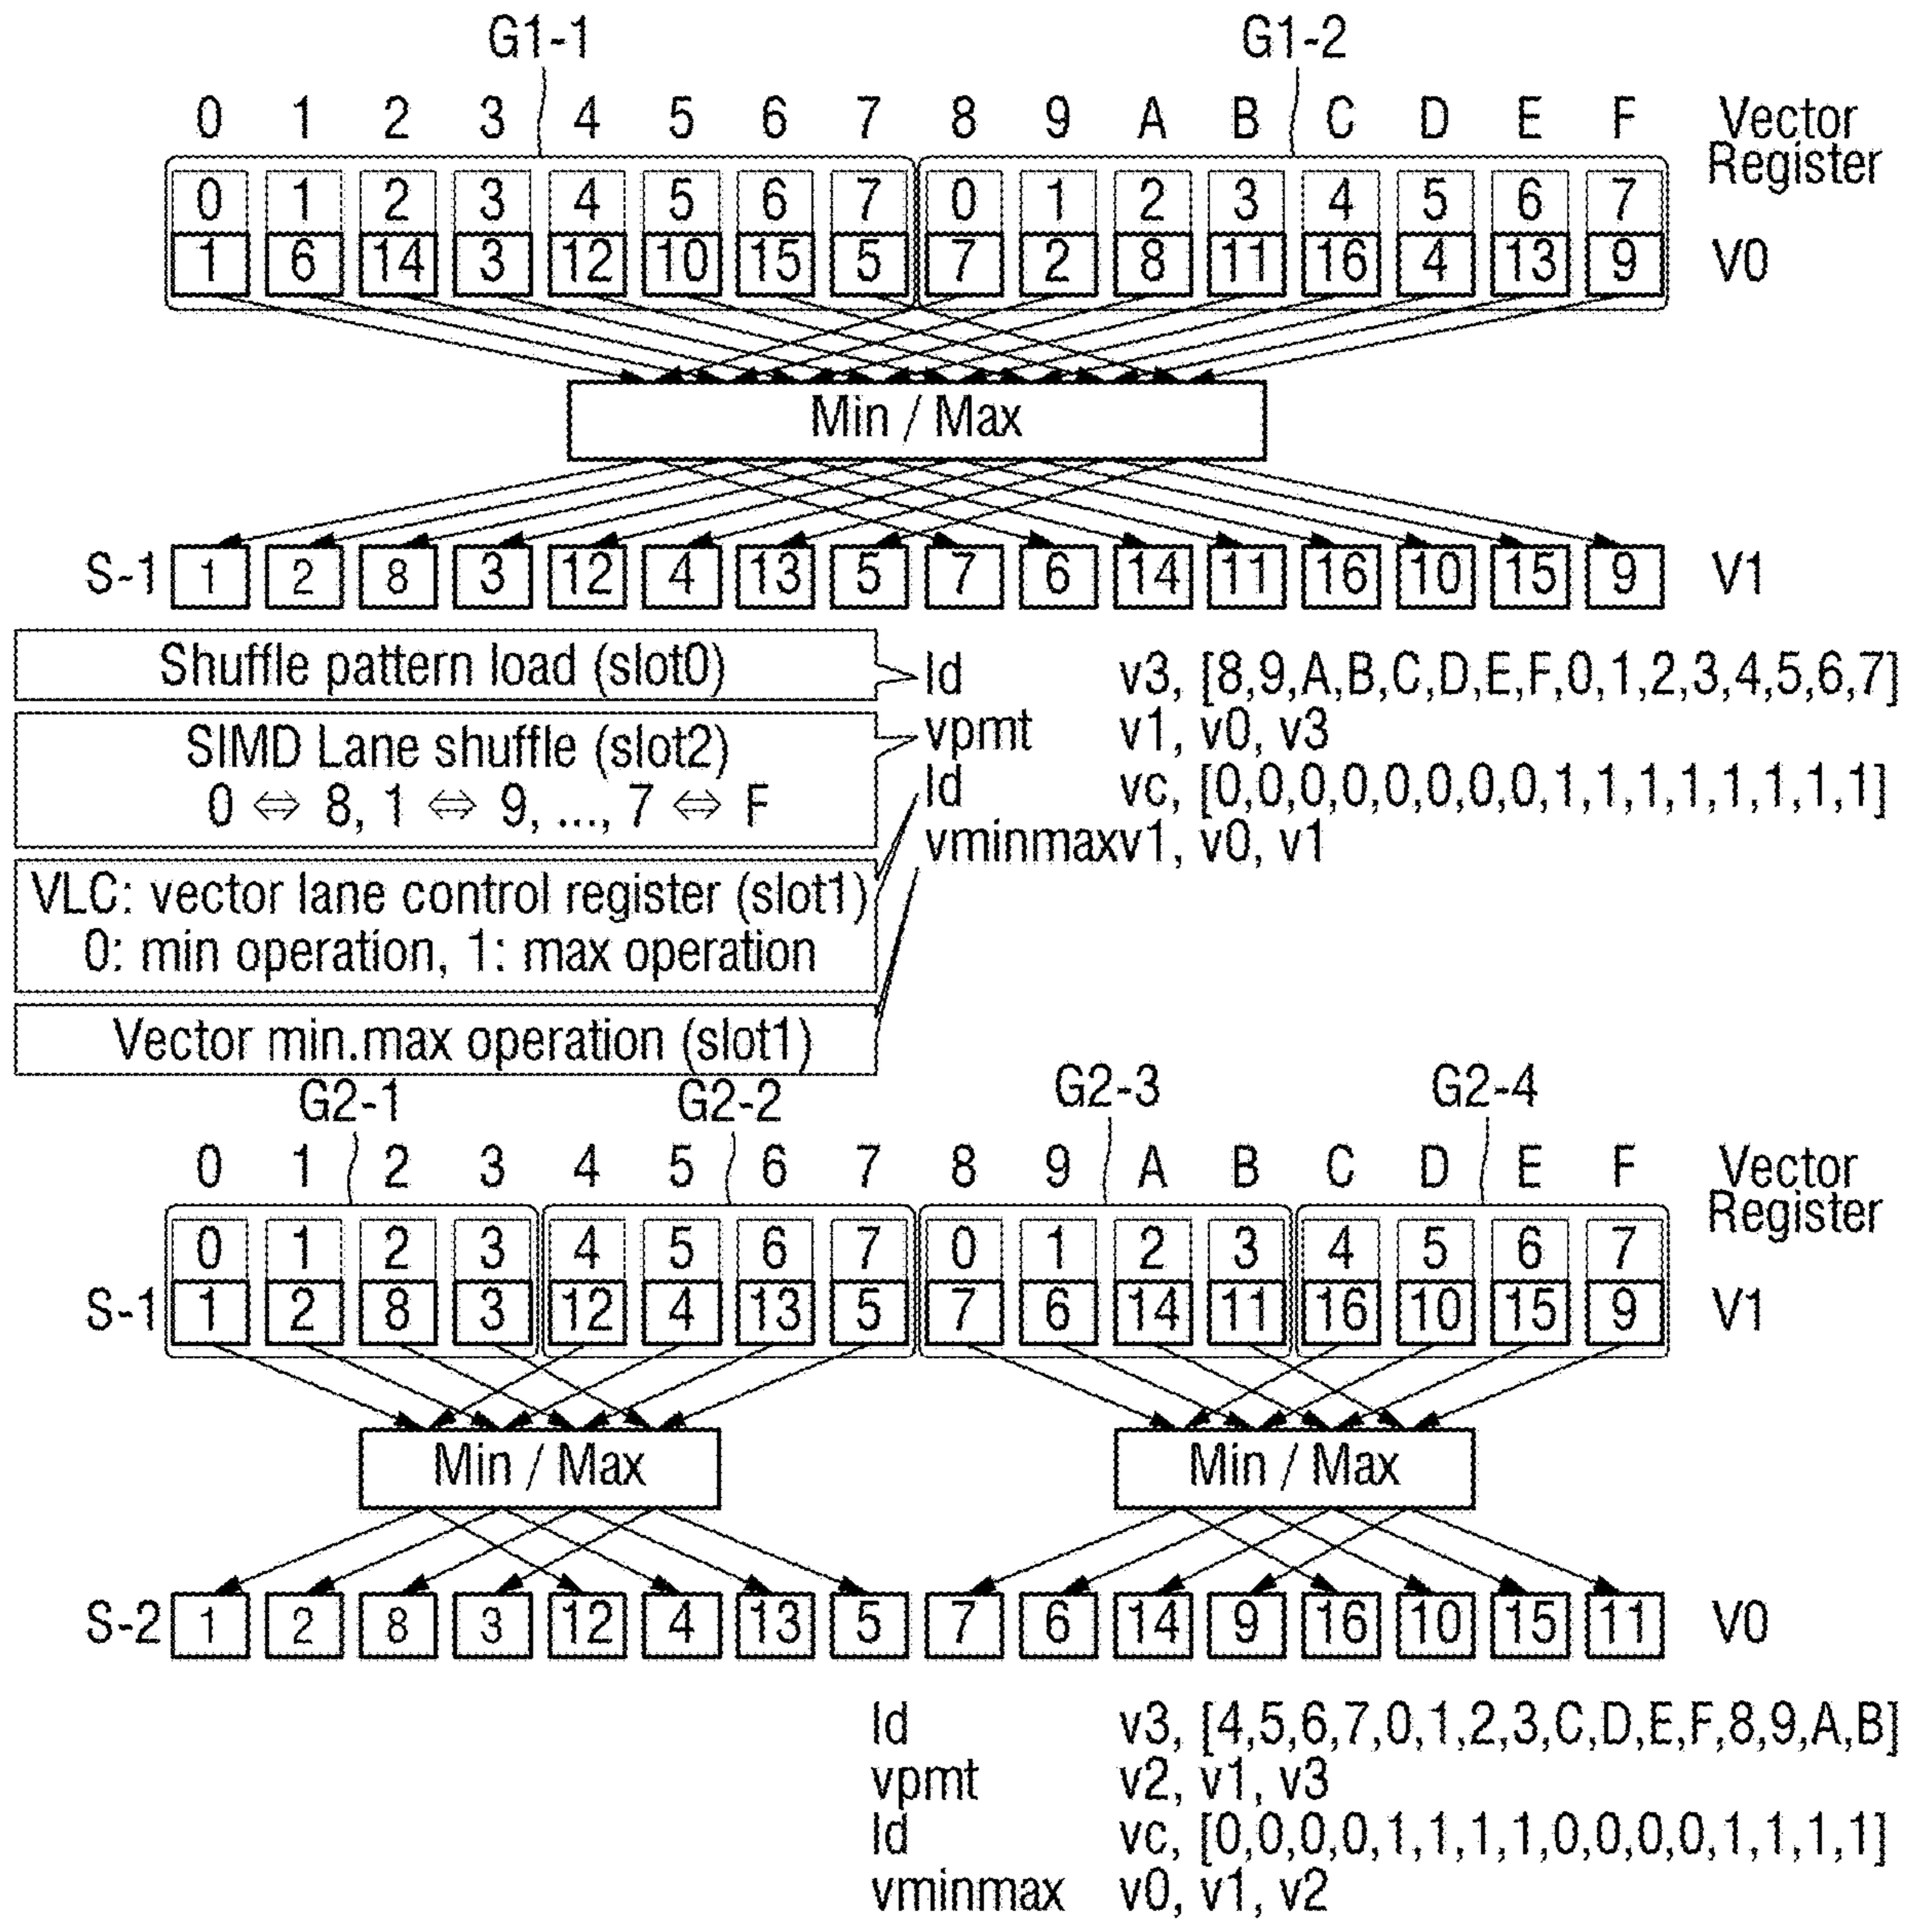 G1-1 G1-2
0 1 2 3 4 5 6 7 8 9 A B C D E F Vector Register
0 1 2 3 4 5 6 7 0 1 2 3 4 5 6 7
1 6 14 3 12 10 15 5 7 2 8 11 16 4 13 9 V0
Min / Max
S-1 1 2 8 3 12 4 13 5 7 6 14 11 16 10 15 9 V1
Shuffle pattern load (slot0)
SIMD Lane shuffle (slot2)
0 ⇔ 8, 1 ⇔ 9, ..., 7 ⇔ F
VLC: vector lane control register (slot1)
0: min operation, 1: max operation
Vector min.max operation (slot1)
ld v3, [8,9,A,B,C,D,E,F,0,1,2,3,4,5,6,7]
vpmt v1, v0, v3
ld vc, [0,0,0,0,0,0,0,0,1,1,1,1,1,1,1,1]
vminmaxv1, v0, v1
G2-1 G2-2 G2-3 G2-4
0 1 2 3 4 5 6 7 8 9 A B C D E F Vector Register
0 1 2 3 4 5 6 7 0 1 2 3 4 5 6 7
S-1 1 2 8 3 12 4 13 5 7 6 14 11 16 10 15 9 V1
Min / Max Min / Max
S-2 1 2 8 3 12 4 13 5 7 6 14 9 16 10 15 11 V0
ld v3, [4,5,6,7,0,1,2,3,C,D,E,F,8,9,A,B]
vpmt v2, v1, v3
ld vc, [0,0,0,0,1,1,1,1,0,0,0,0,1,1,1,1]
vminmax v0, v1, v2